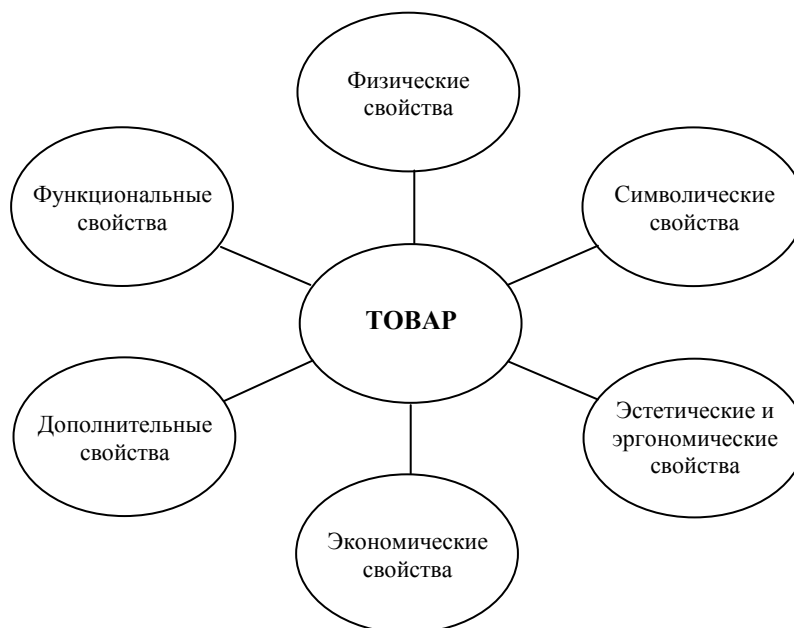 Физические
свойства
Функциональные
свойства
Символические
свойства
ТОВАР
Дополнительные
свойства
Эстетические и
эргономические
свойства
Экономические
свойства